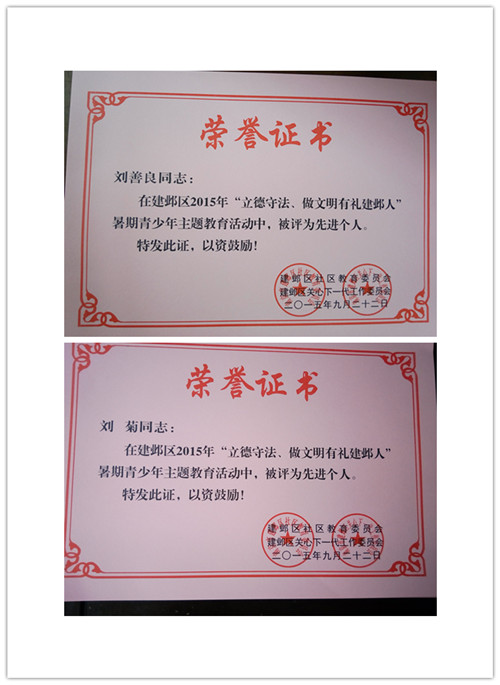 荣誉证书
刘善良同志：
在建邺区2015年“立德守法、做文明有礼建邺人”
暑期青少年主题教育活动中，被评为先进个人。
特发此证，以资鼓励！
建邺区社区教育委员会
建邺区关心下一代工作委员会
二〇一五年九月二十二日
荣誉证书
刘 菊同志：
在建邺区2015年“立德守法、做文明有礼建邺人”
暑期青少年主题教育活动中，被评为先进个人。
特发此证，以资鼓励！
建邺区社区教育委员会
建邺区关心下一代工作委员会
二〇一五年九月二十二日